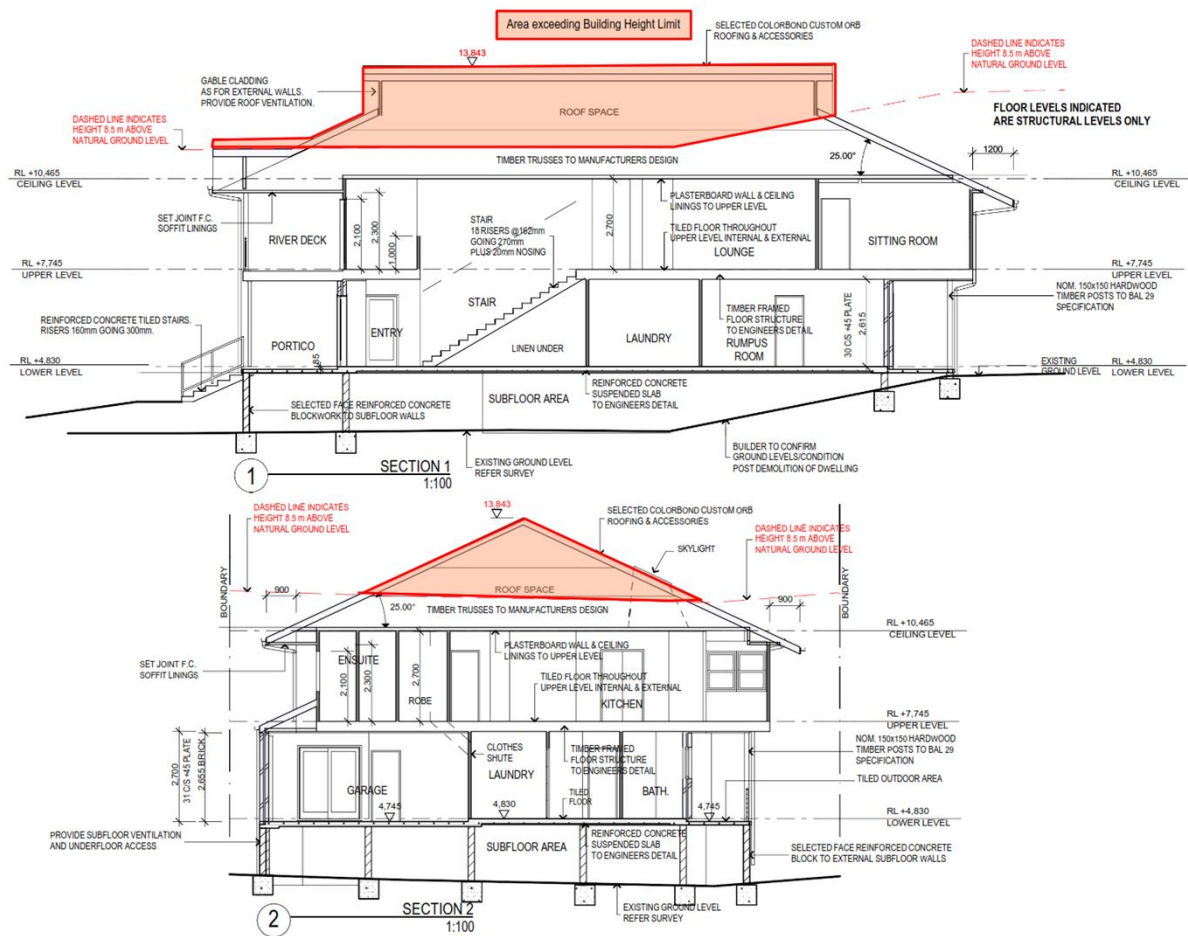 Area exceeding Building Height Limit
SELECTED COLORBOND CUSTOM ORB
ROOFING & ACCESSORIES
13,843
DASHED LINE INDICATES
HEIGHT 8.5 m ABOVE
NATURAL GROUND LEVEL
GABLE CLADDING
AS FOR EXTERNAL WALLS.
PROVIDE ROOF VENTILATION.
ROOF SPACE
FLOOR LEVELS INDICATED
ARE STRUCTURAL LEVELS ONLY
DASHED LINE INDICATES
HEIGHT 8.5 m ABOVE
NATURAL GROUND LEVEL
TIMBER TRUSSES TO MANUFACTURERS DESIGN
25.00°
1200
RL +10,465
CEILING LEVEL
RL +10,465
CEILING LEVEL
SET JOINT F.C.
SOFFIT LININGS
RIVER DECK
2,100
2,300
1,000
STAIR
18 RISERS @162mm
GOING 270mm
PLUS 20mm NOSING
2,700
PLASTERBOARD WALL & CEILING
LININGS TO UPPER LEVEL
TILED FLOOR THROUGHOUT
UPPER LEVEL INTERNAL & EXTERNAL
LOUNGE
SITTING ROOM
RL +7,745
UPPER LEVEL
RL +7,745
UPPER LEVEL
NOM. 150x150 HARDWOOD
TIMBER POSTS TO BAL 29
SPECIFICATION
REINFORCED CONCRETE TILED STAIRS.
RISERS 160mm GOING 300mm.
PORTICO
85
ENTRY
STAIR
LINEN UNDER
LAUNDRY
TIMBER FRAMED
FLOOR STRUCTURE
TO ENGINEERS DETAIL
RUMPUS
ROOM
30 C/S +45 PLATE
2,615
RL +4,830
LOWER LEVEL
EXISTING
GROUND LEVEL
RL +4,830
LOWER LEVEL
SELECTED FACE REINFORCED CONCRETE
BLOCKWORK TO SUBFLOOR WALLS
SUBFLOOR AREA
REINFORCED CONCRETE
SUSPENDED SLAB
TO ENGINEERS DETAIL
BUILDER TO CONFIRM
GROUND LEVELS/CONDITION
POST DEMOLITION OF DWELLING
EXISTING GROUND LEVEL
REFER SURVEY
1
SECTION 1
1:100
DASHED LINE INDICATES
HEIGHT 8.5 m ABOVE
NATURAL GROUND LEVEL
13,843
SELECTED COLORBOND CUSTOM ORB
ROOFING & ACCESSORIES
SKYLIGHT
DASHED LINE INDICATES
HEIGHT 8.5 m ABOVE
NATURAL GROUND LEVEL
BOUNDARY
BOUNDARY
900
ROOF SPACE
900
25.00°
TIMBER TRUSSES TO MANUFACTURERS DESIGN
RL +10,465
CEILING LEVEL
SET JOINT F.C.
SOFFIT LININGS
ENSUITE
2,100
2,300
2,700
ROBE
PLASTERBOARD WALL & CEILING
LININGS TO UPPER LEVEL
TILED FLOOR THROUGHOUT
UPPER LEVEL INTERNAL & EXTERNAL
KITCHEN
RL +7,745
UPPER LEVEL
NOM. 150x150 HARDWOOD
TIMBER POSTS TO BAL 29
SPECIFICATION
2,700
31 C/S +45 PLATE
2,655 BRICK
GARAGE
CLOTHES
SHUTE
LAUNDRY
TIMBER FRAMED
FLOOR STRUCTURE
TO ENGINEERS DETAIL
BATH.
TILED OUTDOOR AREA
TILED
FLOOR
4,745
4,830
4,745
RL +4,830
LOWER LEVEL
PROVIDE SUBFLOOR VENTILATION
AND UNDERFLOOR ACCESS
SUBFLOOR AREA
REINFORCED CONCRETE
SUSPENDED SLAB
TO ENGINEERS DETAIL
SELECTED FACE REINFORCED CONCRETE
BLOCK TO EXTERNAL SUBFLOOR WALLS
EXISTING GROUND LEVEL
REFER SURVEY
2
SECTION 2
1:100